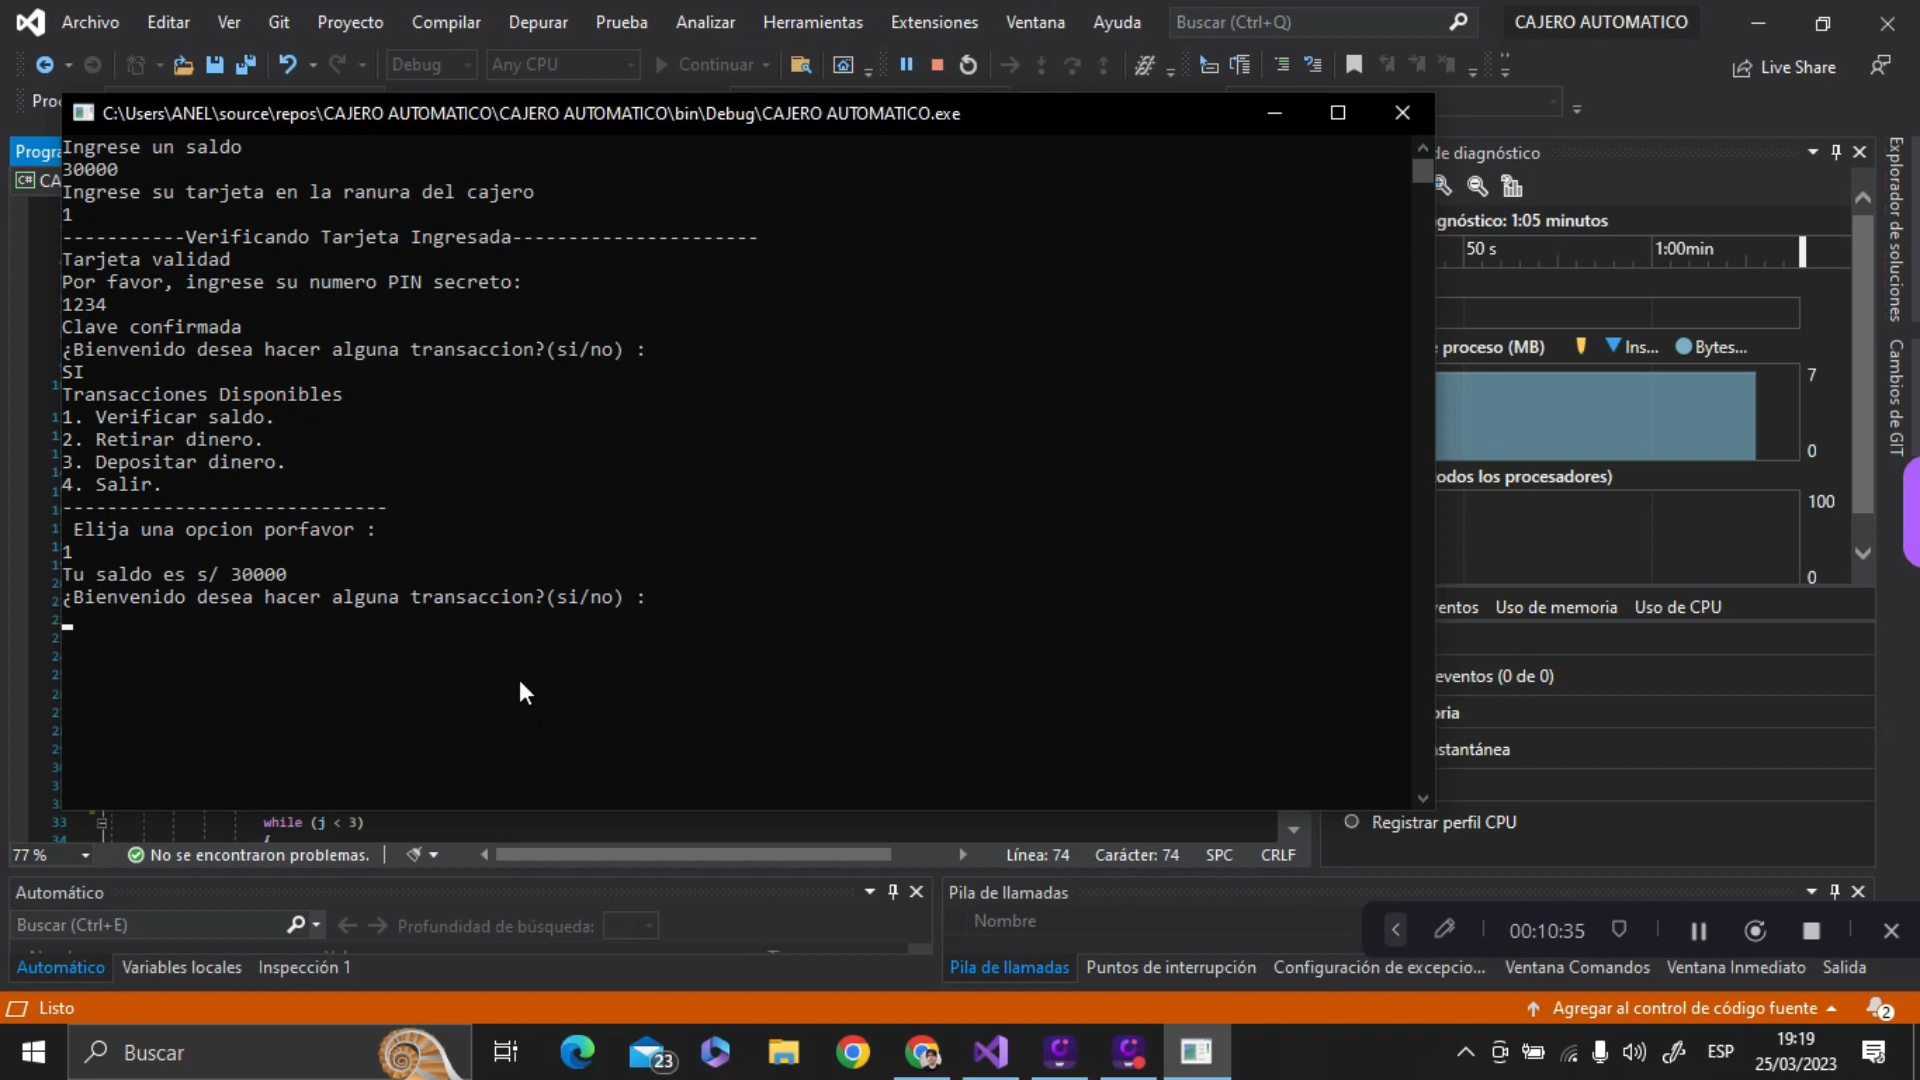 Archivo Editar Ver Git Proyecto Compilar Depurar Prueba Analizar Herramientas Extensiones Ventana Ayuda Buscar (Ctrl+Q) CAJERO AUTOMATICO
Debug Any CPU Continuar Live Share
C:\Users\ANEL\source\repos\CAJERO AUTOMATICO\CAJERO AUTOMATICO\bin\Debug\CAJERO AUTOMATICO.exe
Ingrese un saldo
30000
Ingrese su tarjeta en la ranura del cajero
1
-----------Verificando Tarjeta Ingresada----------------------
Tarjeta validad
Por favor, ingrese su numero PIN secreto:
1234
Clave confirmada
¿Bienvenido desea hacer alguna transaccion?(si/no) :
SI
Transacciones Disponibles
1. Verificar saldo.
2. Retirar dinero.
3. Depositar dinero.
4. Salir.
-----------------------------
Elija una opcion porfavor :
1
Tu saldo es s/ 30000
¿Bienvenido desea hacer alguna transaccion?(si/no) :
de diagnóstico
gnóstico: 1:05 minutos
50 s 1:00min
proceso (MB) Ins... Bytes...
7
0
odos los procesadores)
100
0
entos Uso de memoria Uso de CPU
eventos (0 de 0)
oria
stantánea
Registrar perfil CPU
Explorador de soluciones
Cambios de GIT
33 while (j < 3)
34 {
77 % No se encontraron problemas. Línea: 74 Carácter: 74 SPC CRLF
Automático
Buscar (Ctrl+E) Profundidad de búsqueda:
Automático Variables locales Inspección 1
Pila de llamadas
Nombre
00:10:35
Pila de llamadas Puntos de interrupción Configuración de excepcio... Ventana Comandos Ventana Inmediato Salida
Listo Agregar al control de código fuente 2
Buscar 23 ESP 19:19
25/03/2023